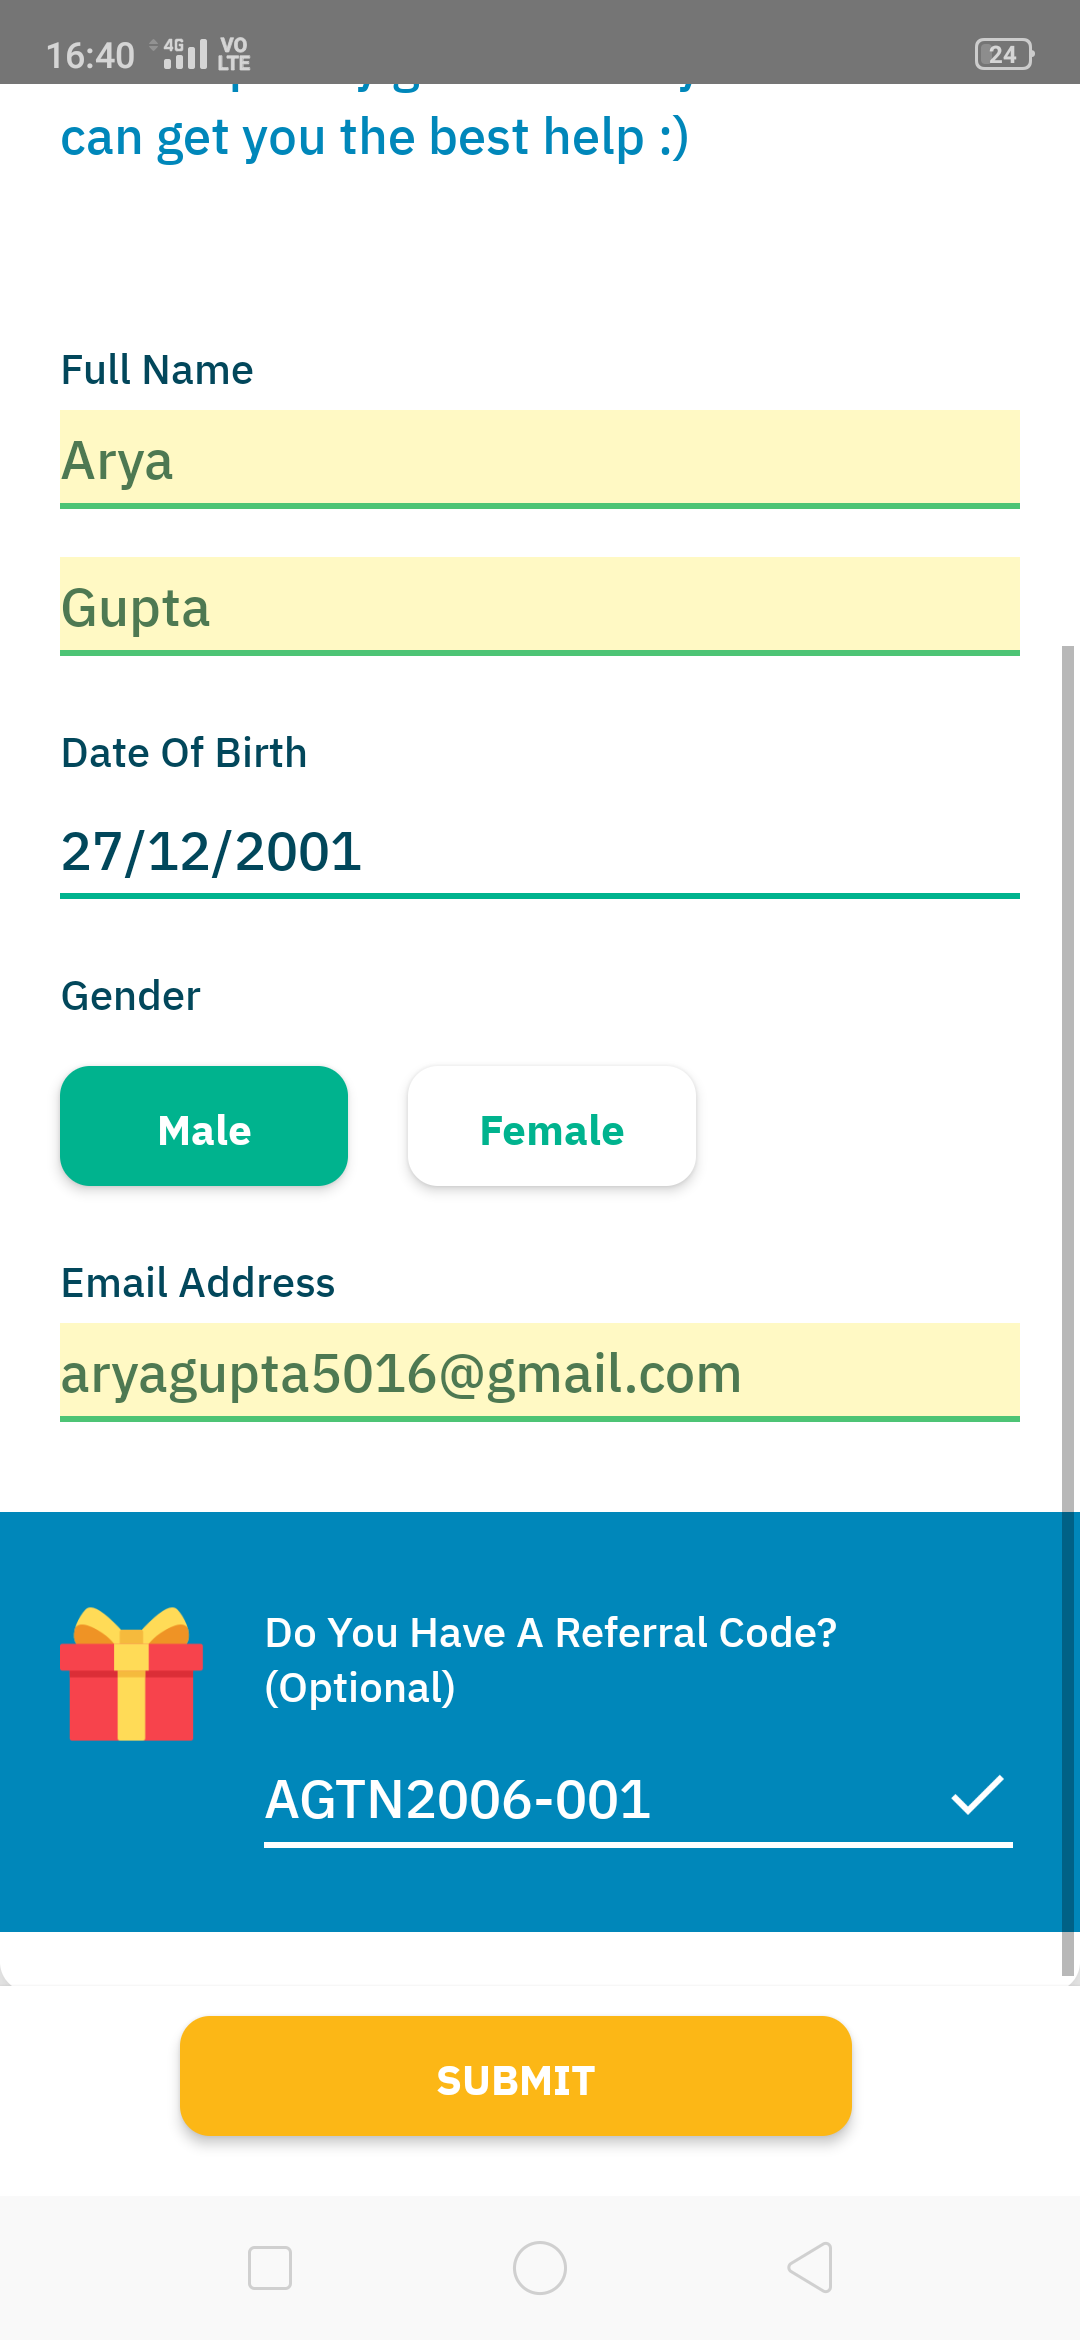 16:40 4G VO LTE 24
can get you the best help :)
Full Name
Arya
Gupta
Date Of Birth
27/12/2001
Gender
Male Female
Email Address
aryagupta5016@gmail.com
Do You Have A Referral Code?
(Optional)
AGTN2006-001
SUBMIT